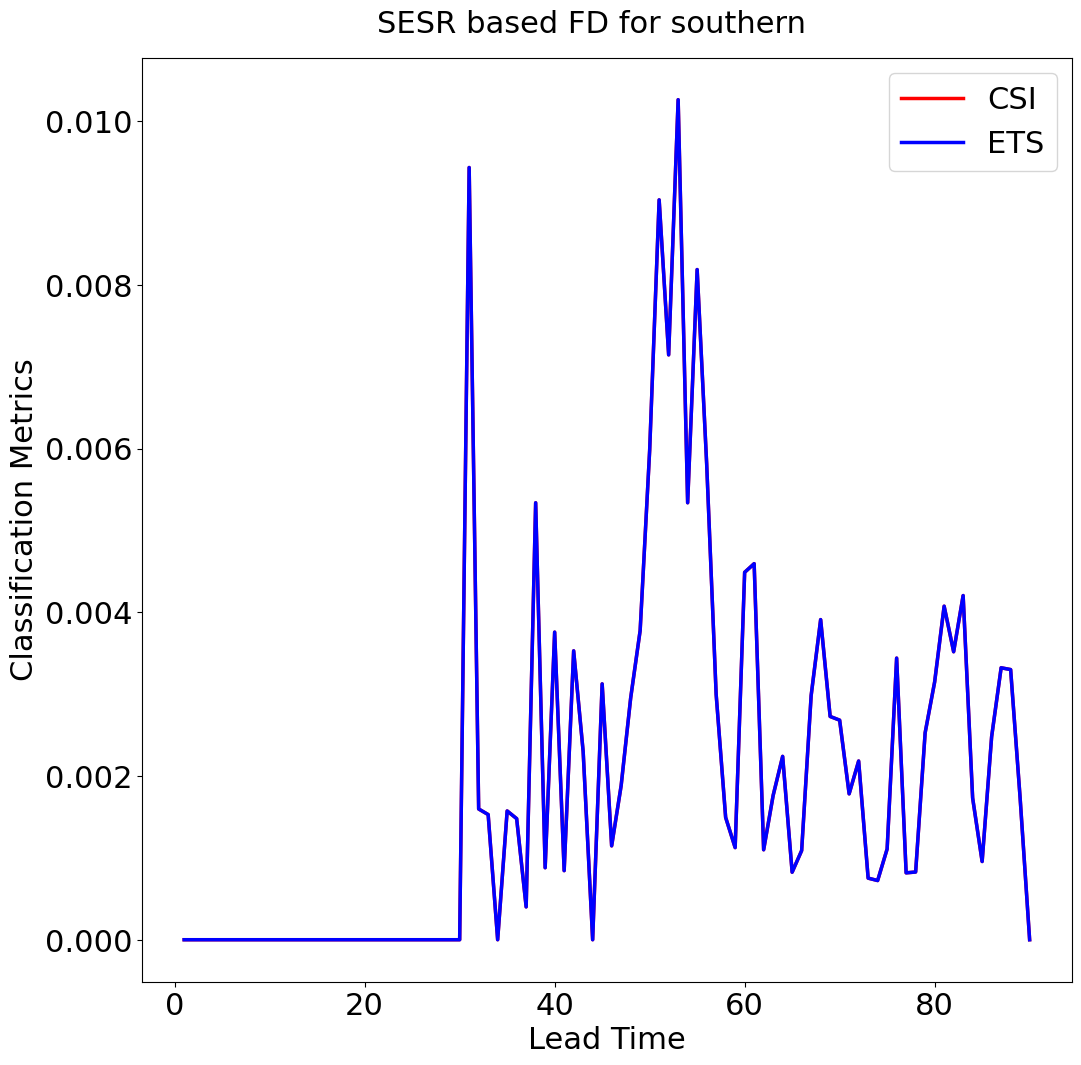 SESR based FD for southern
CSI
ETS
Classification Metrics
0.010
0.008
0.006
0.004
0.002
0.000
0 20 40 60 80
Lead Time